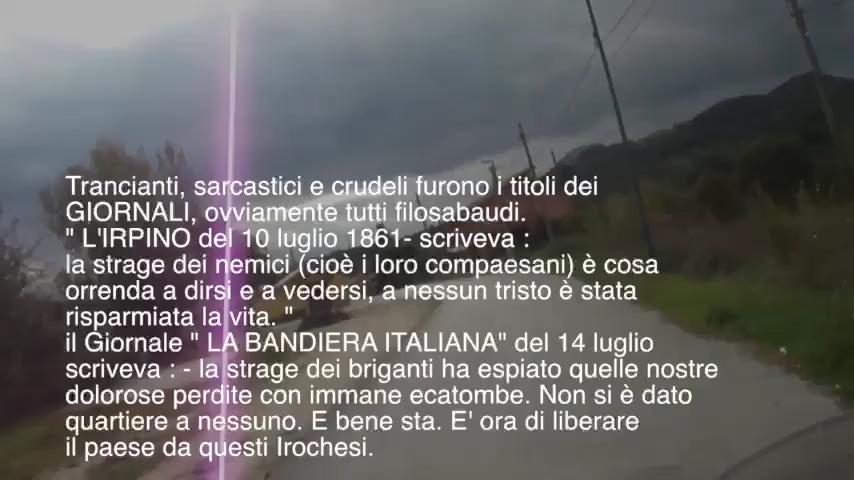 Trancianti, sarcastici e crudeli furono i titoli dei
GIORNALI, ovviamente tutti filosabaudi.
" L'IRPINO del 10 luglio 1861- scriveva :
la strage dei nemici (cioè i loro compaesani) è cosa
orrenda a dirsi e a vedersi, a nessun tristo è stata
risparmiata la vita. "
il Giornale " LA BANDIERA ITALIANA" del 14 luglio
scriveva : - la strage dei briganti ha espiato quelle nostre
dolorose perdite con immane ecatombe. Non si è dato
quartiere a nessuno. E bene sta. E' ora di liberare
il paese da questi Irochesi.